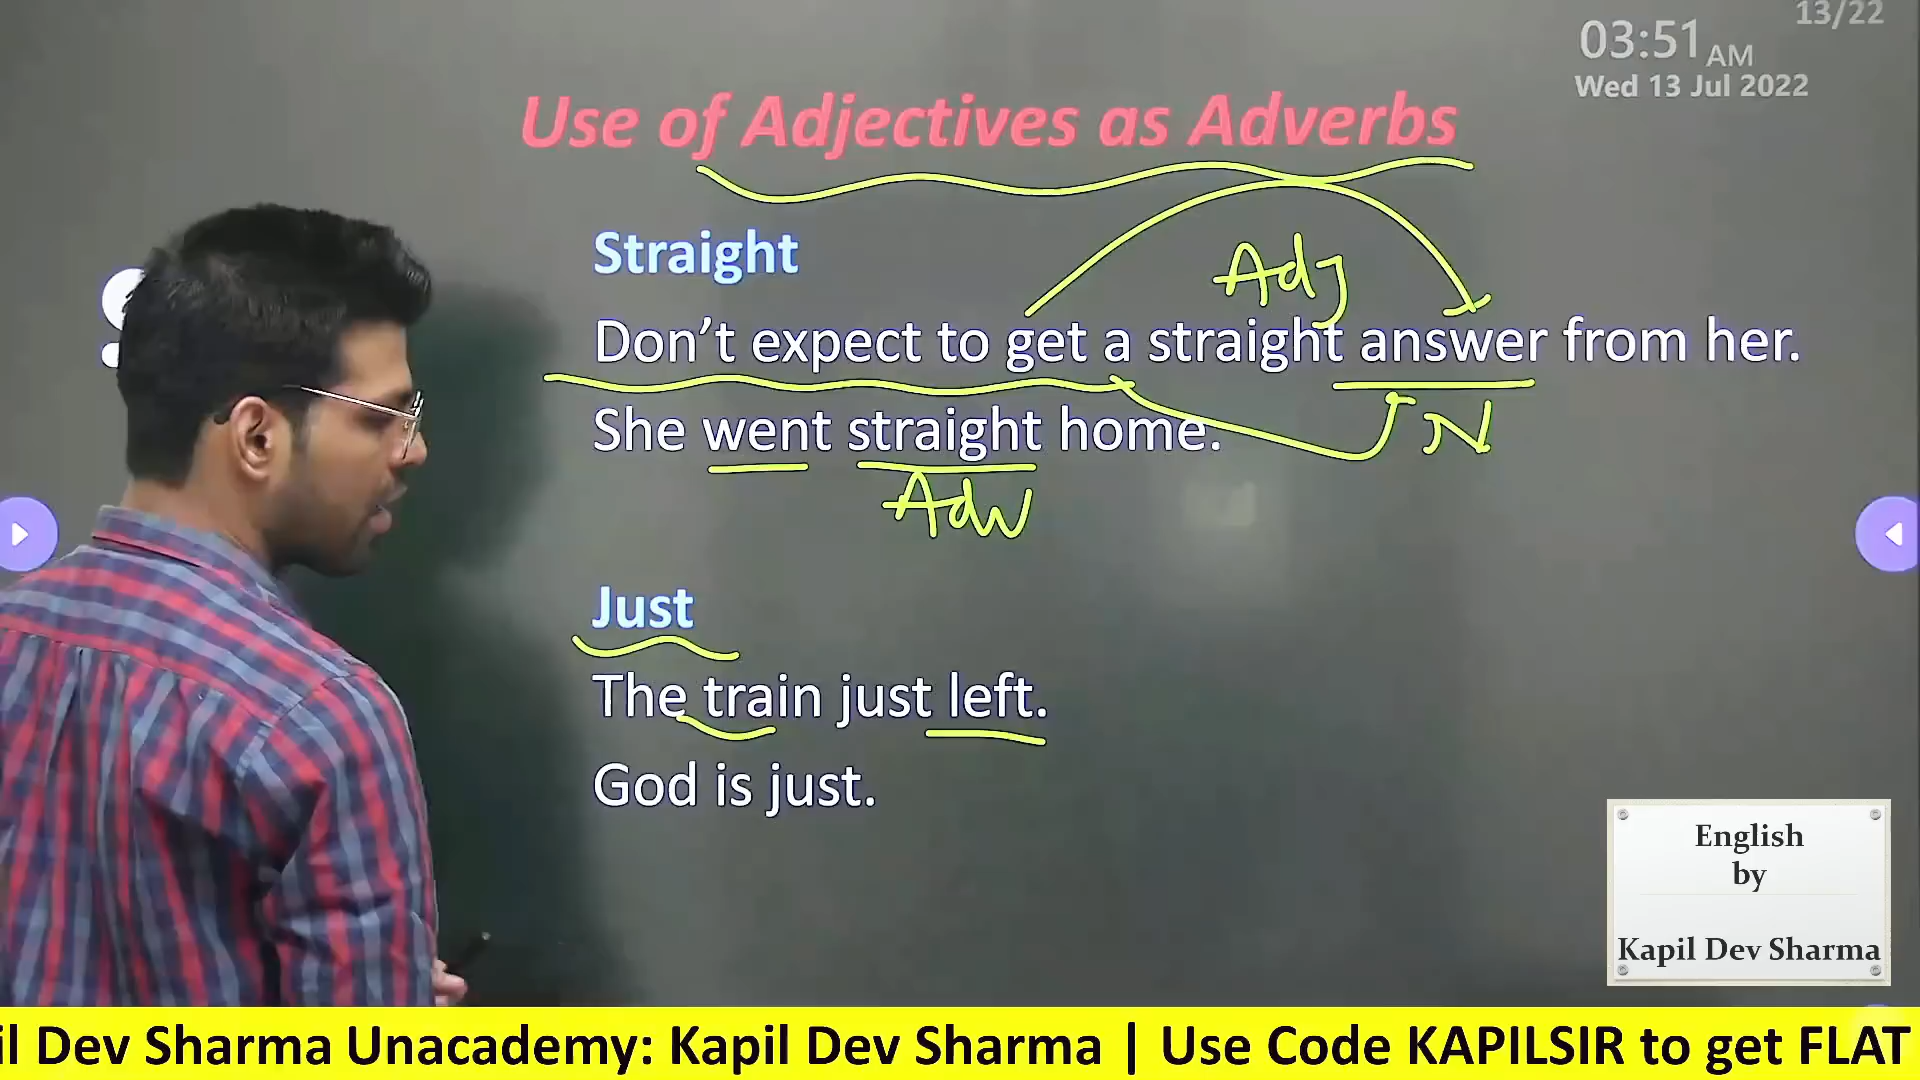 13/22
03:51 AM
Wed 13 Jul 2022
Use of Adjectives as Adverbs
Straight
Adj
Don’t expect to get a straight answer from her.
N
She went straight home.
Adv
Just
The train just left.
God is just.
English
by
Kapil Dev Sharma
il Dev Sharma Unacademy: Kapil Dev Sharma | Use Code KAPILSIR to get FLAT